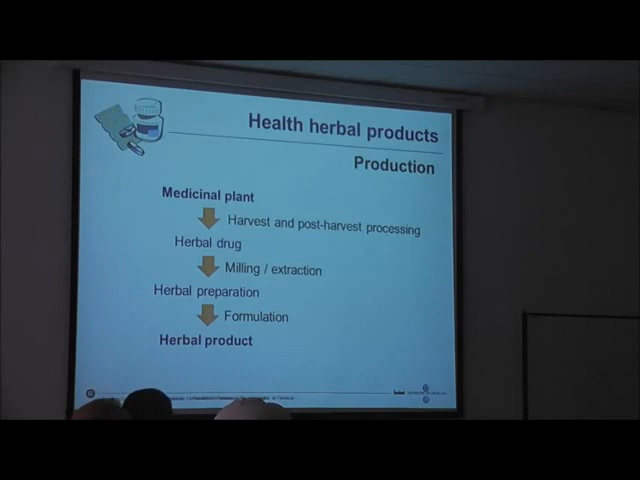 Health herbal products
Production
Medicinal plant
Harvest and post-harvest processing
Herbal drug
Milling / extraction
Herbal preparation
Formulation
Herbal product